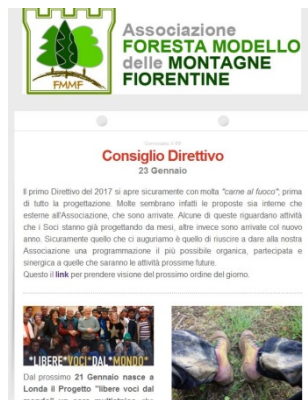 Associazione
FORESTA MODELLO
delle MONTAGNE
FIORENTINE
FMMF
Consiglio Direttivo
23 Gennaio
Il primo Direttivo del 2017 si apre sicuramente con molta "carne al fuoco"; prima
di tutto la progettazione. Molte sembrano infatti le proposte sia interne che
esterne all'Associazione, che sono arrivate. Alcune di queste riguardano attività
che i Soci stanno già progettando da mesi, altre invece sono arrivate col nuovo
anno. Sicuramente quello che ci auguriamo è quello di riuscire a dare alla nostra
Associazione una programmazione il più possibile organica, partecipata e
sinergica a quelle che saranno le attività prossime future.
Questo il link per prendere visione del prossimo ordine del giorno.
*LIBERE*VOCI*DAL*MONDO*
Dal prossimo 21 Gennaio nasce a
Londa il Progetto "libere voci dal